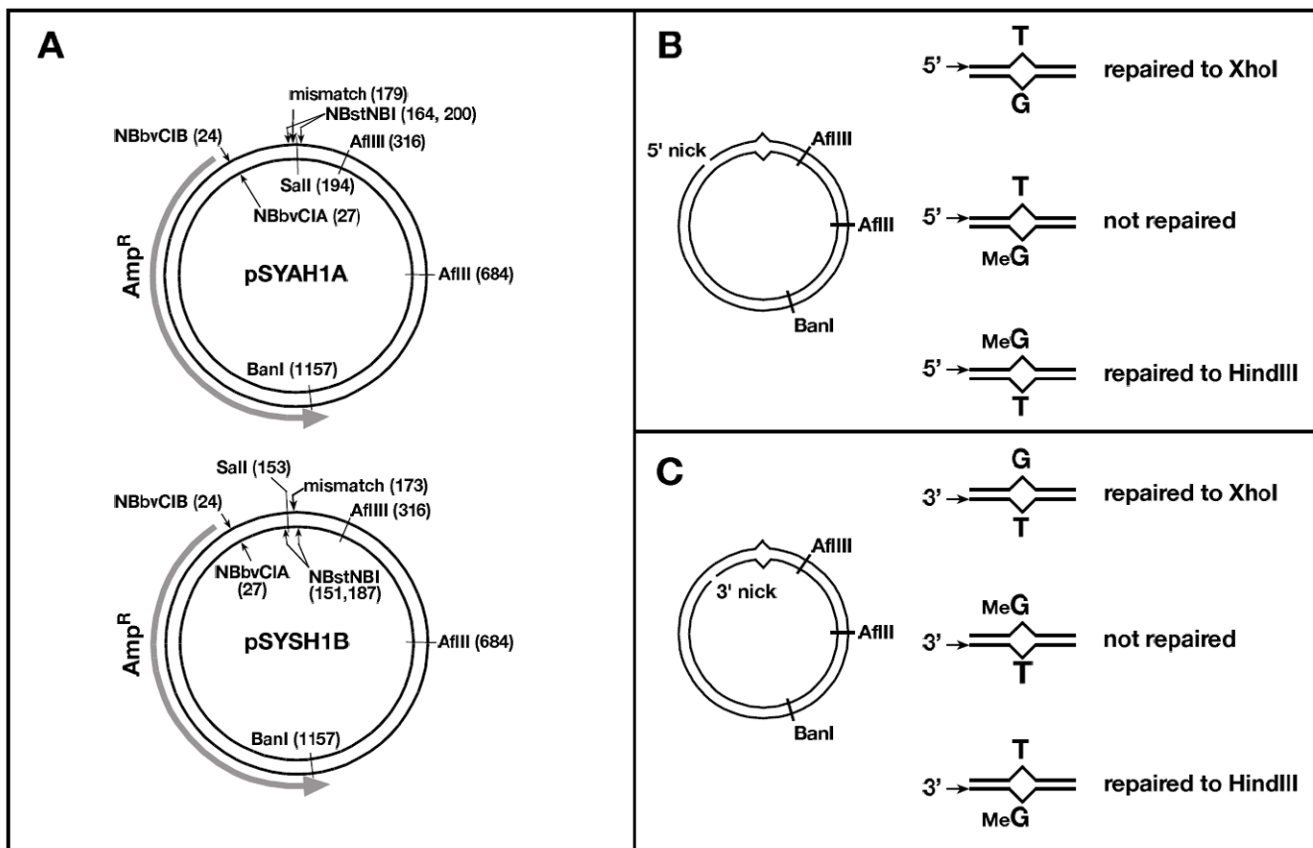 A
mismatch (179)
NBstNBI (164, 200)
NBbvCIB (24)
AflIII (316)
SalI (194)
NBbvCIA (27)
AmpR
pSYAH1A
AflII (684)
BanI (1157)
SalI (153)
mismatch (173)
NBbvCIB (24)
AflIII (316)
NBbvCIA
(27)
NBstNBI
(151,187)
AmpR
pSYSH1B
AflII (684)
BanI (1157)
B
5' nick
AflIII
AflII
BanI
T
5'
repaired to XhoI
G
T
5'
not repaired
MeG
MeG
5'
repaired to HindIII
T
C
AflIII
3' nick
AflII
BanI
G
3'
repaired to XhoI
T
MeG
3'
not repaired
T
T
3'
repaired to HindIII
MeG